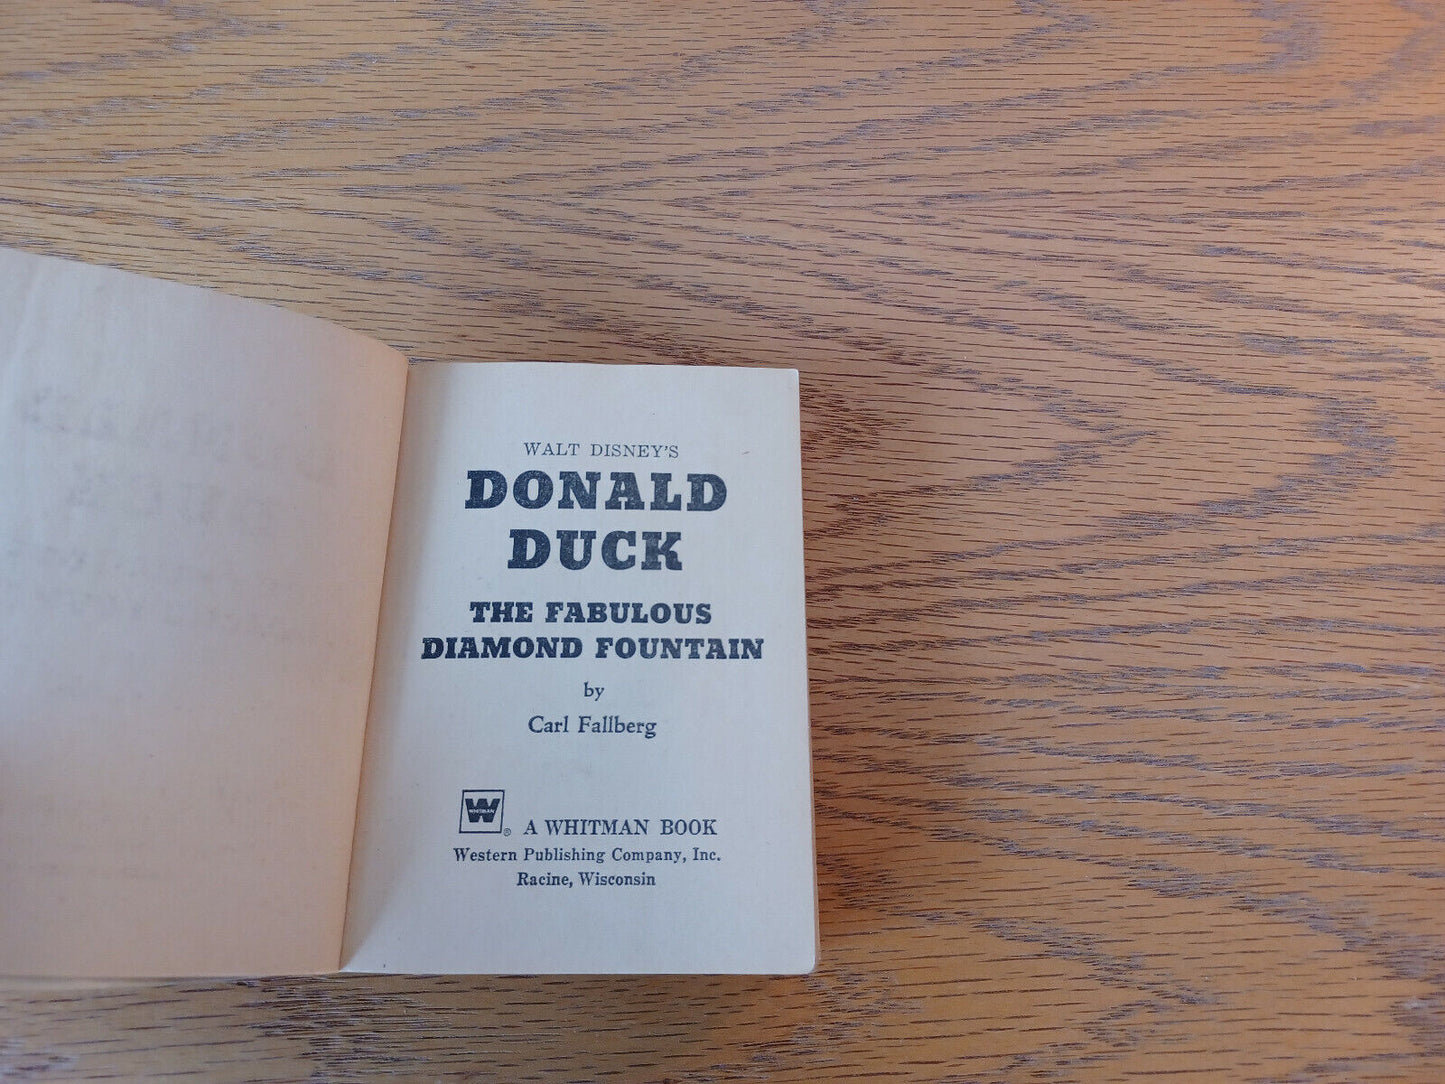 WALT DISNEY'S
DONALD
DUCK
THE FABULOUS
DIAMOND FOUNTAIN
by
Carl Fallberg
W
WHITMAN
® A WHITMAN BOOK
Western Publishing Company, Inc.
Racine, Wisconsin